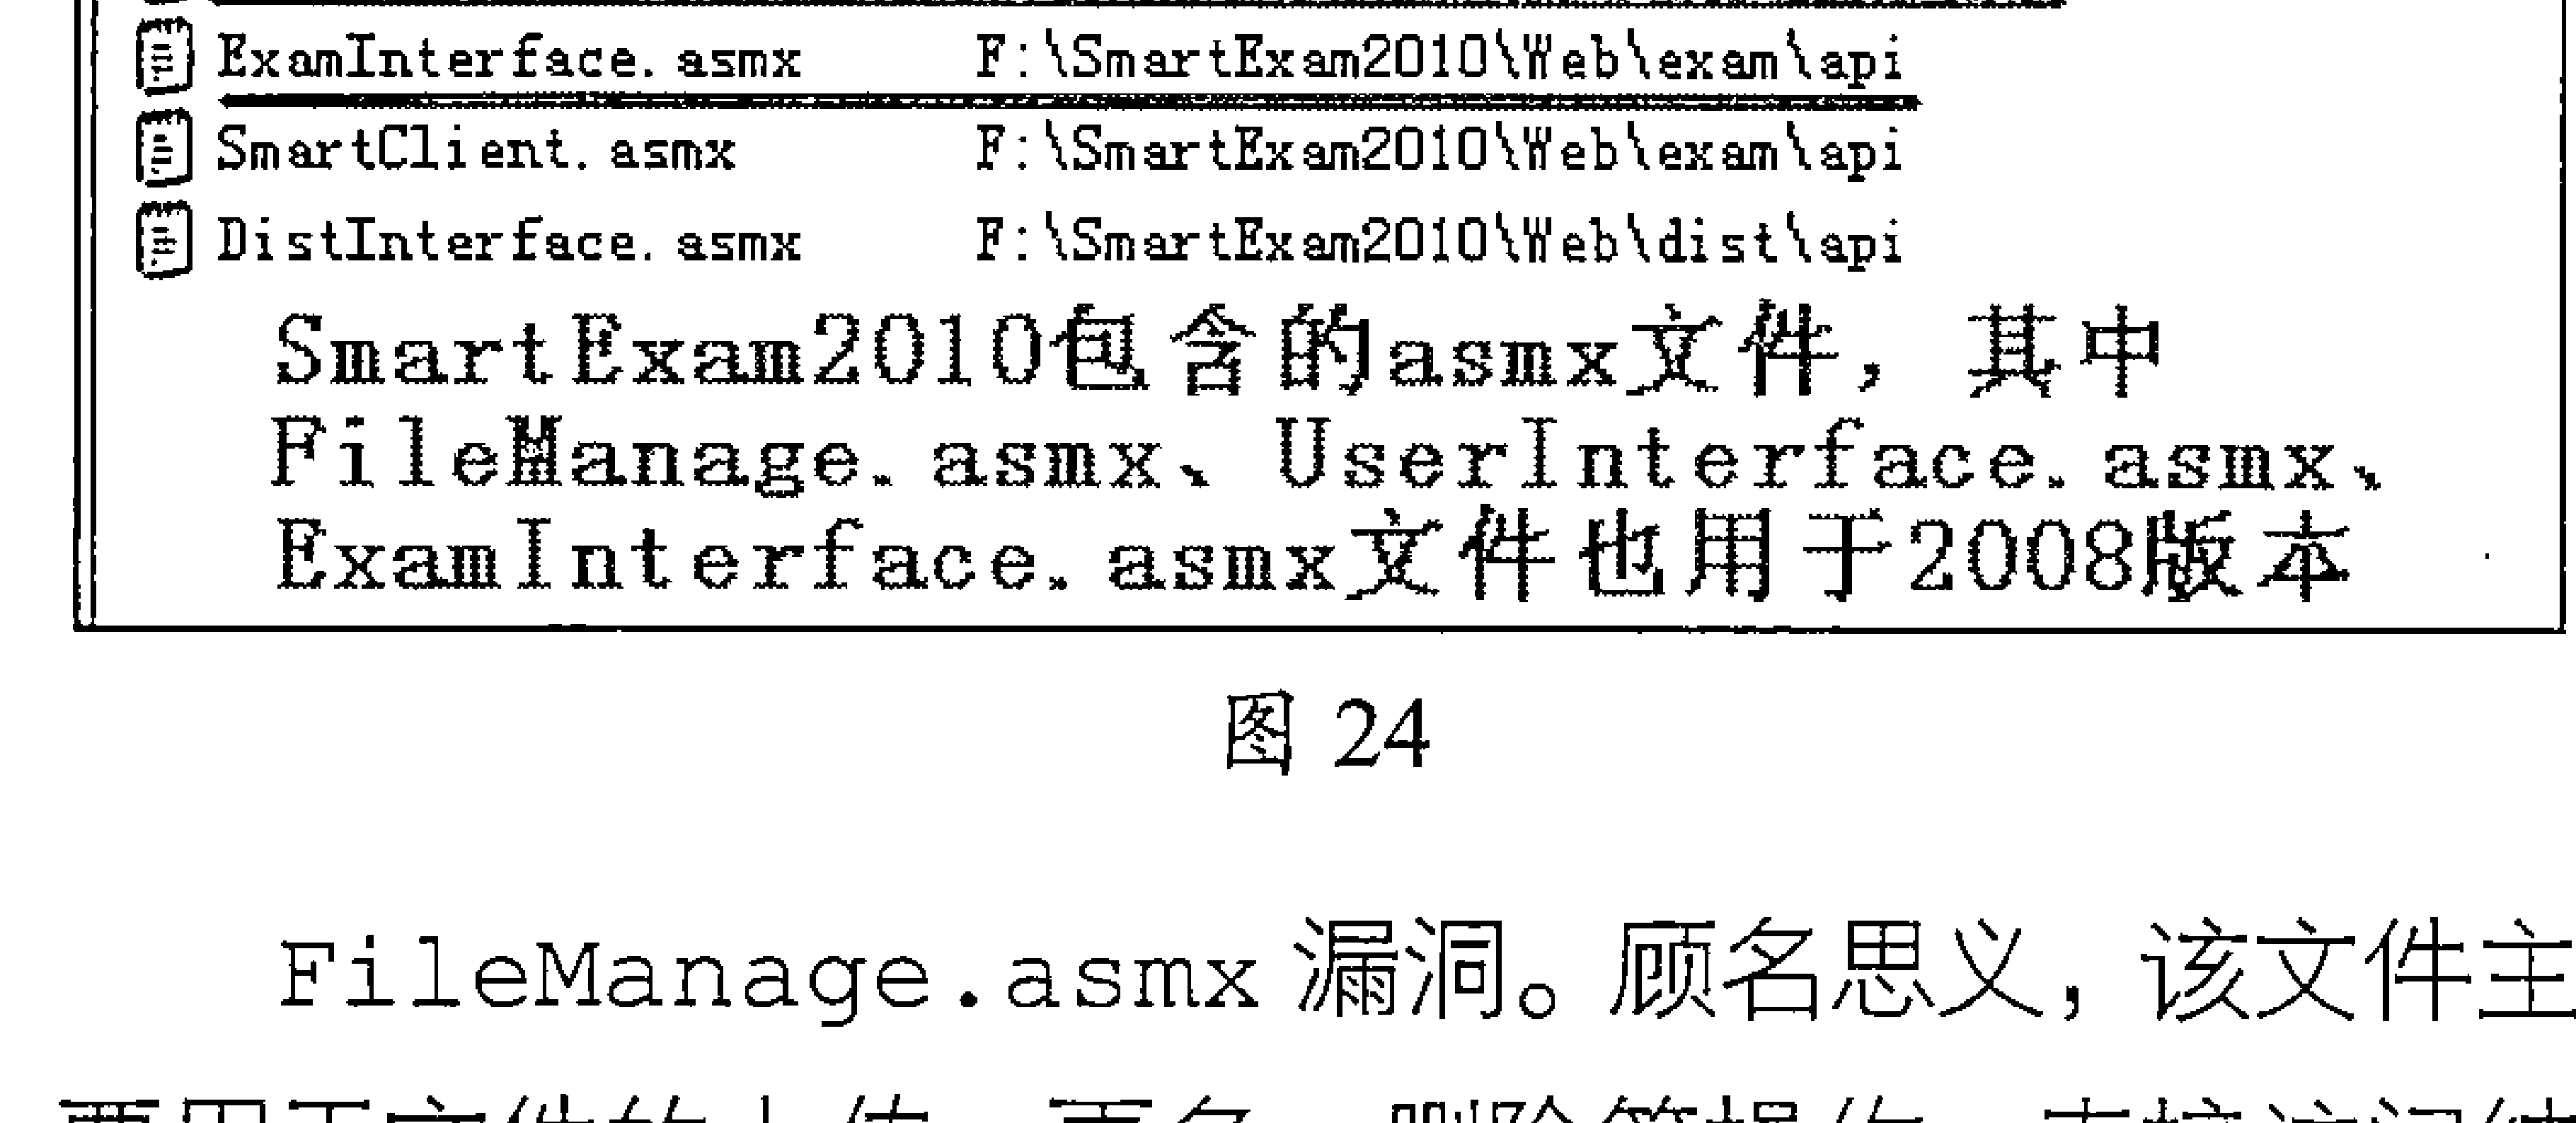 ExamInterface.asmx F:\SmartExam2010\Web\exam\api
SmartClient.asmx F:\SmartExam2010\Web\exam\api
DistInterface.asmx F:\SmartExam2010\Web\dist\api
SmartExam2010包含的asmx文件，其中
FileManage.asmx、UserInterface.asmx、
ExamInterface.asmx文件也用于2008版本
图 24
FileManage.asmx 漏洞。顾名思义，该文件主